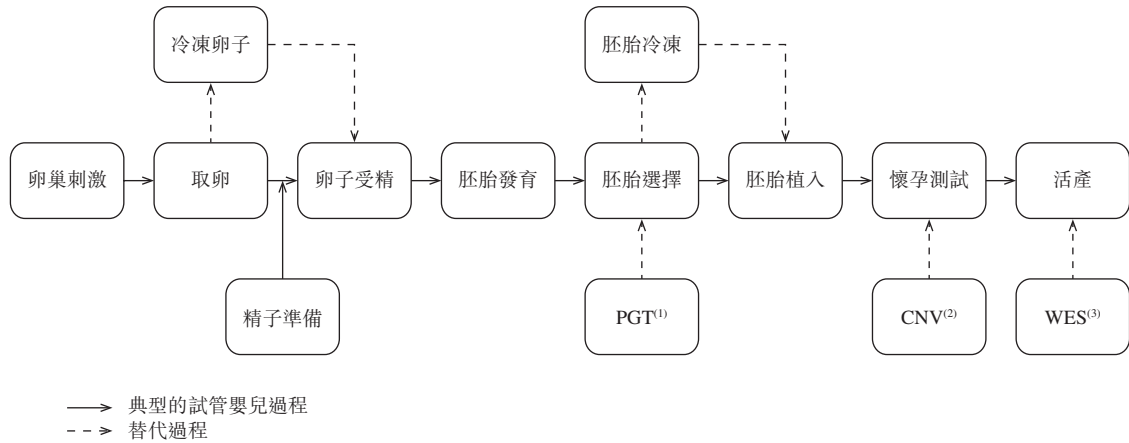 冷凍卵子
胚胎冷凍
卵巢刺激
取卵
卵子受精
胚胎發育
胚胎選擇
胚胎植入
懷孕測試
活產
精子準備
PGT(1)
CNV(2)
WES(3)
典型的試管嬰兒過程
替代過程